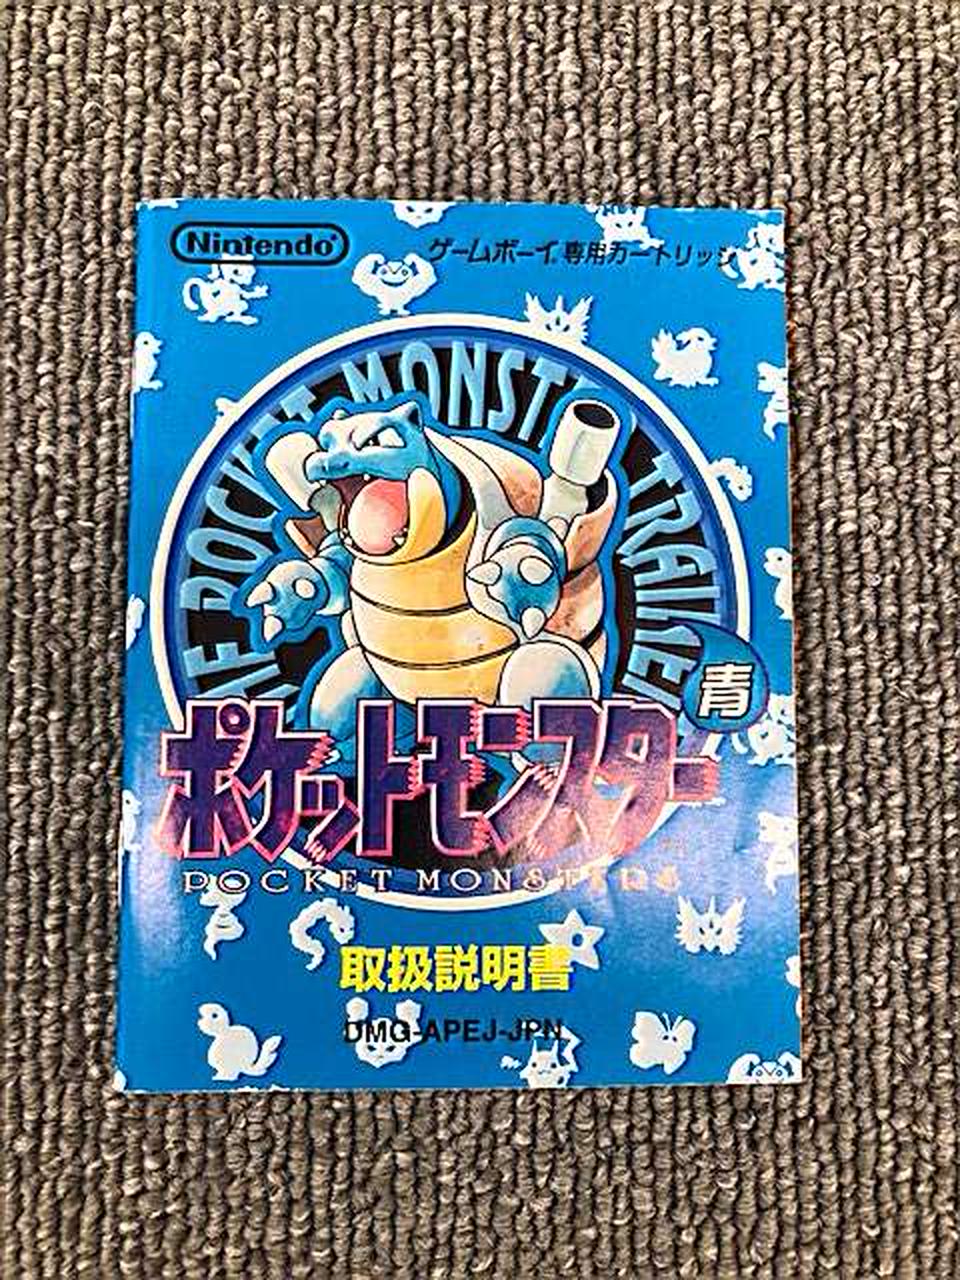 Nintendo
ゲームボーイ専用カートリッジ
POCKET MONSTER TRAINER
青
ポケットモンスター
POCKET MONSTERS
取扱説明書
DMG-APEJ-JPN